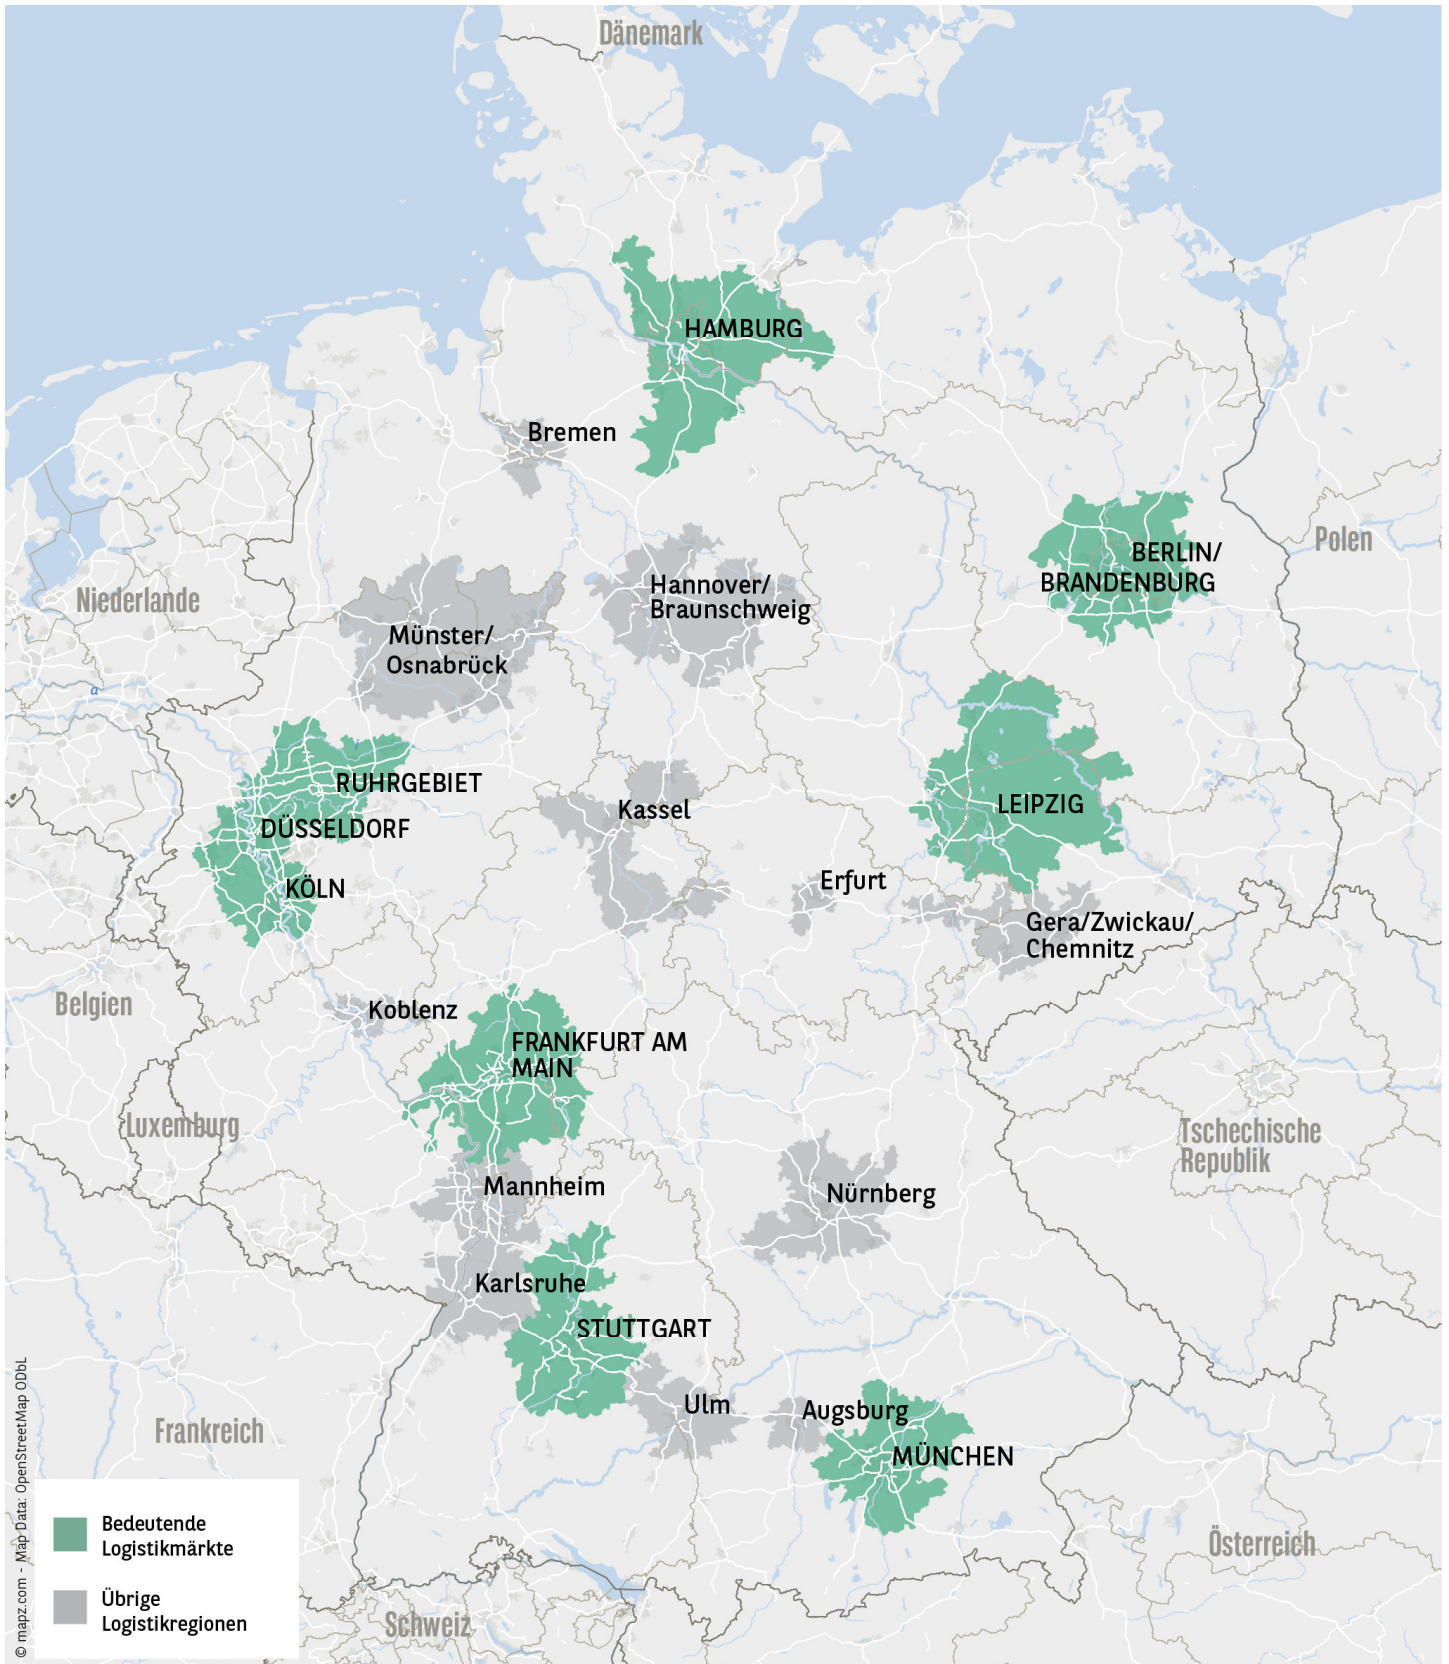 Dänemark
HAMBURG
Bremen
Polen
BERLIN/
BRANDENBURG
Hannover/
Braunschweig
Niederlande
Münster/
Osnabrück
a
i
RUHRGEBIET
DÜSSELDORF
KÖLN
Kassel
LEIPZIG
Erfurt
Gera/Zwickau/
Chemnitz
Belgien
Koblenz
FRANKFURT AM
MAIN
Luxemburg
Tschechische
Republik
Mannheim
Nürnberg
Karlsruhe
STUTTGART
Ulm
Augsburg
MÜNCHEN
Frankreich
Österreich
Schweiz
Bedeutende
Logistikmärkte
Übrige
Logistikregionen
© mapz.com - Map Data: OpenStreetMap ODbL